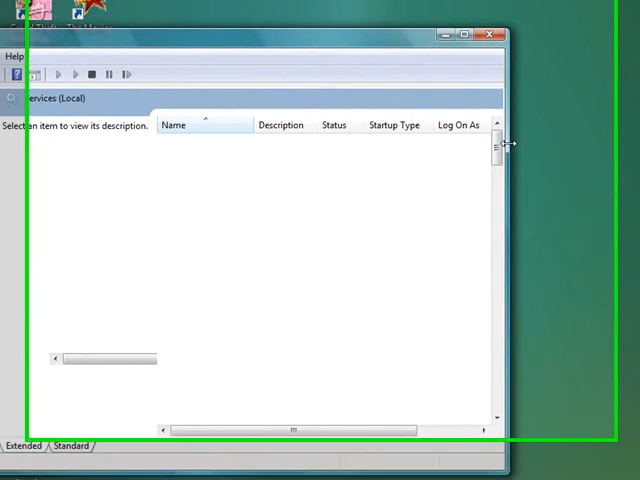 Help
ervices (Local)
Select an item to view its description.
Name
Description
Status
Startup Type
Log On As
Extended
Standard